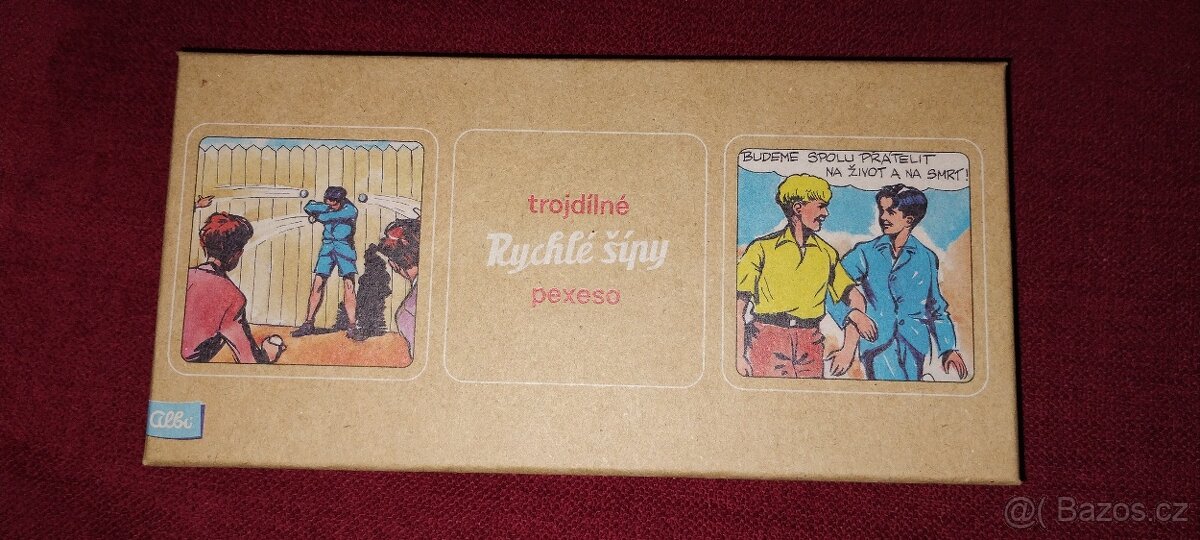 trojdílné
Rychlé šípy
pexeso
BUDEME SPOLU PŘÁTELIT
NA ŽIVOT A NA SMRT!
albi
@( Bazos.cz